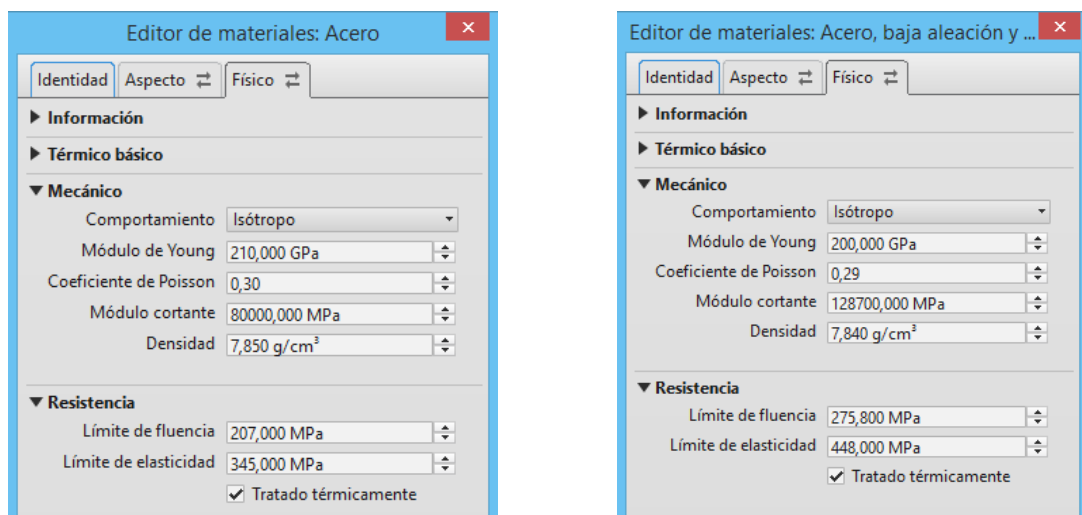 Editor de materiales: Acero
Identidad Aspecto Físico
Información
Térmico básico
Mecánico
Comportamiento Isótropo
Módulo de Young 210,000 GPa
Coeficiente de Poisson 0,30
Módulo cortante 80000,000 MPa
Densidad 7,850 g/cm³
Resistencia
Límite de fluencia 207,000 MPa
Límite de elasticidad 345,000 MPa
Tratado térmicamente
Editor de materiales: Acero, baja aleación y ...
Identidad Aspecto Físico
Información
Térmico básico
Mecánico
Comportamiento Isótropo
Módulo de Young 200,000 GPa
Coeficiente de Poisson 0,29
Módulo cortante 128700,000 MPa
Densidad 7,840 g/cm³
Resistencia
Límite de fluencia 275,800 MPa
Límite de elasticidad 448,000 MPa
Tratado térmicamente